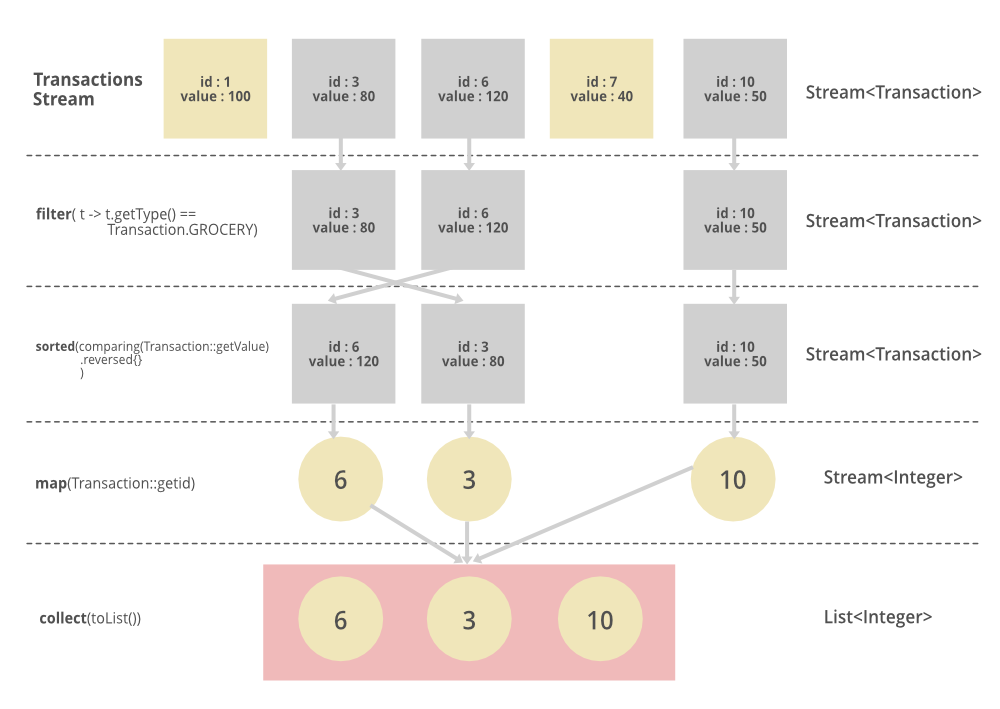 Transactions
Stream
id : 1
value : 100
id : 3
value : 80
id : 6
value : 120
id : 7
value : 40
id : 10
value : 50
Stream<Transaction>
filter( t -> t.getType() ==
Transaction.GROCERY)
id : 3
value : 80
id : 6
value : 120
id : 10
value : 50
Stream<Transaction>
sorted(comparing(Transaction::getValue)
.reversed{}
)
id : 6
value : 120
id : 3
value : 80
id : 10
value : 50
Stream<Transaction>
map(Transaction::getid)
6
3
10
Stream<Integer>
collect(toList())
6
3
10
List<Integer>